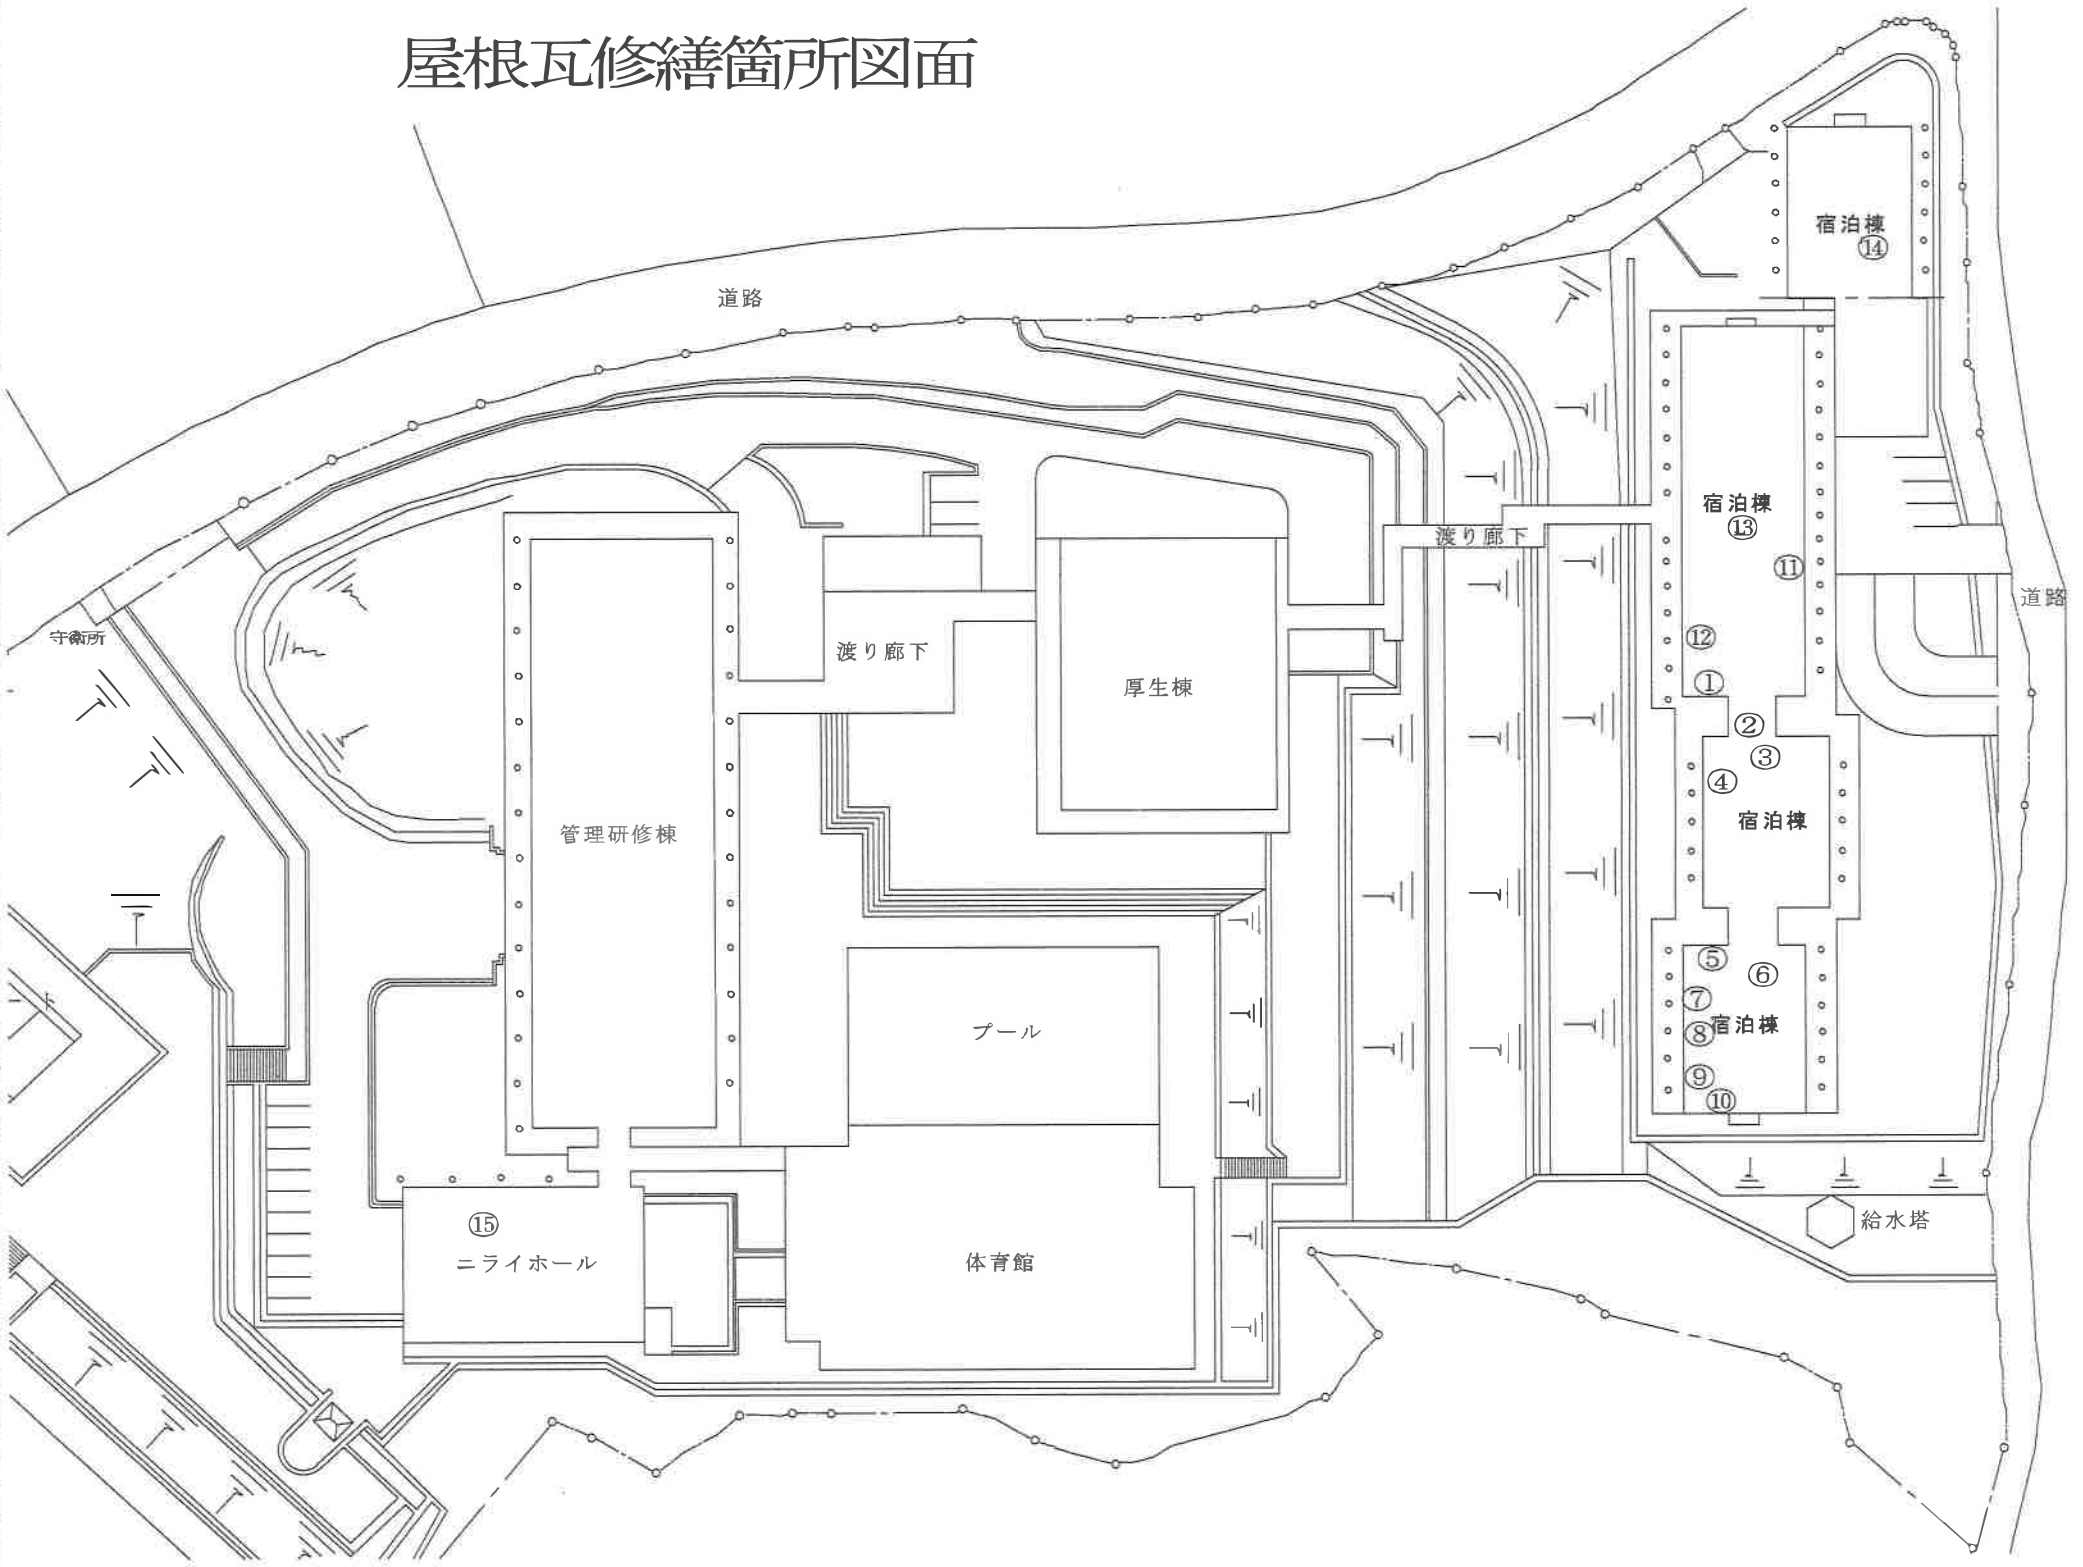 屋根瓦修繕箇所図面
宿泊棟
⑭
道路
宿泊棟
⑬
渡り廊下
⑪
道路
守衛所
⑫
渡り廊下
厚生棟
①
②
③
④
宿泊棟
管理研修棟
⑤
⑥
⑦
宿泊棟
⑧
プール
⑨
⑩
⑮
給水塔
ニライホール
体育館